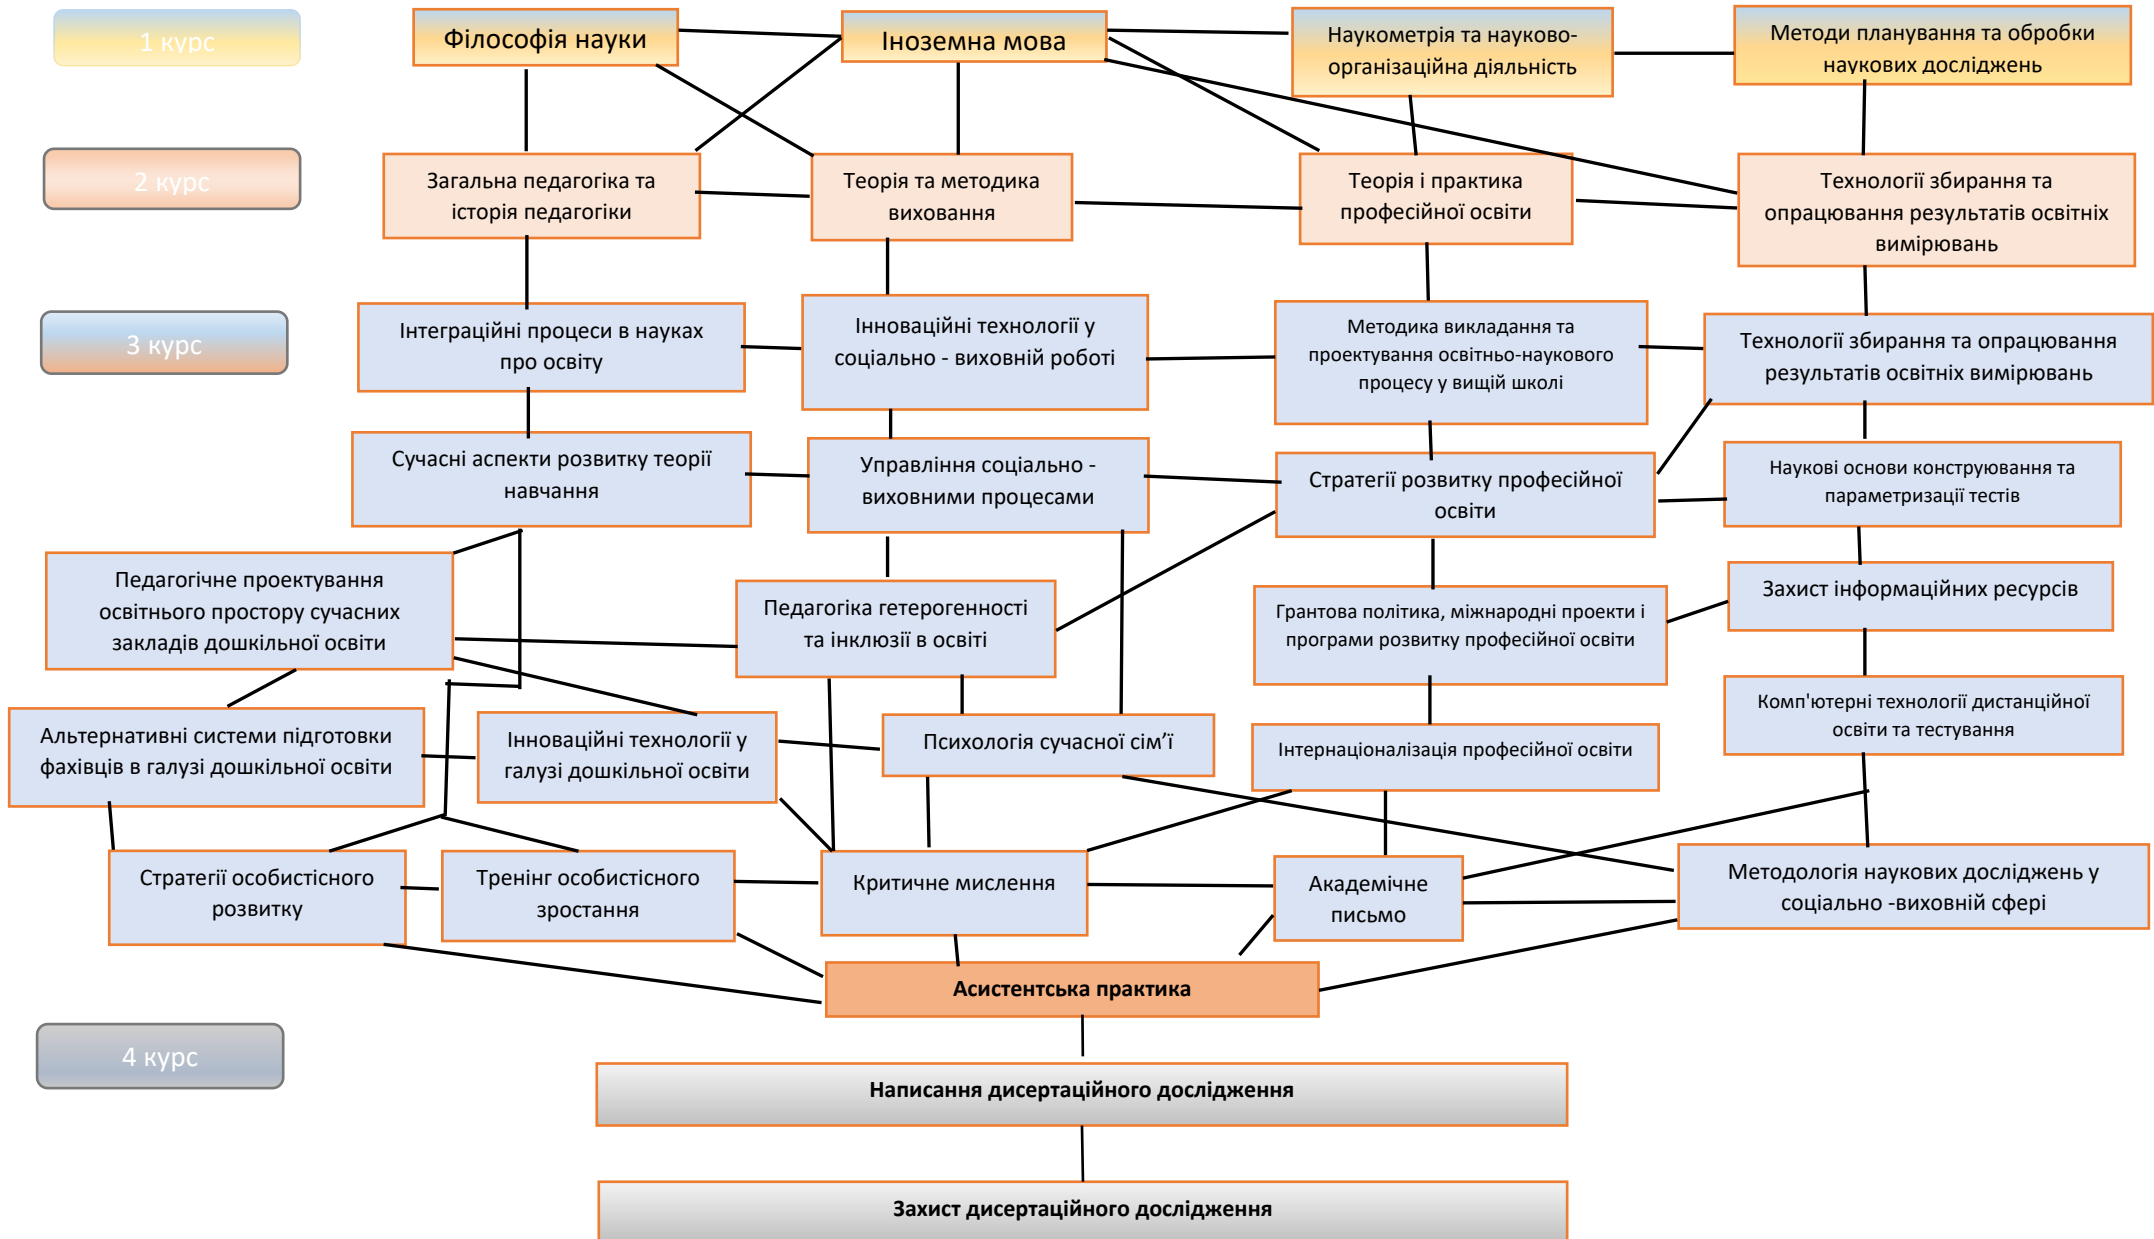 1 курс
Філософія науки
Іноземна мова
Наукометрія та науково-
організаційна діяльність
Методи планування та обробки
наукових досліджень
2 курс
Загальна педагогіка та
історія педагогіки
Теорія та методика
виховання
Теорія і практика
професійної освіти
Технології збирання та
опрацювання результатів освітніх
вимірювань
3 курс
Інтеграційні процеси в науках
про освіту
Інноваційні технології у
соціально - виховній роботі
Методика викладання та
проектування освітньо-наукового
процесу у вищій школі
Технології збирання та опрацювання
результатів освітніх вимірювань
Сучасні аспекти розвитку теорії
навчання
Управління соціально -
виховними процесами
Стратегії розвитку професійної
освіти
Наукові основи конструювання та
параметризації тестів
Педагогічне проектування
освітнього простору сучасних
закладів дошкільної освіти
Педагогіка гетерогенності
та інклюзії в освіті
Грантова політика, міжнародні проекти і
програми розвитку професійної освіти
Захист інформаційних ресурсів
Альтернативні системи підготовки
фахівців в галузі дошкільної освіти
Інноваційні технології у
галузі дошкільної освіти
Психологія сучасної сім’ї
Інтернаціоналізація професійної освіти
Комп'ютерні технології дистанційної
освіти та тестування
Стратегії особистісного
розвитку
Тренінг особистісного
зростання
Критичне мислення
Академічне
письмо
Методологія наукових досліджень у
соціально -виховній сфері
Асистентська практика
4 курс
Написання дисертаційного дослідження
Захист дисертаційного дослідження